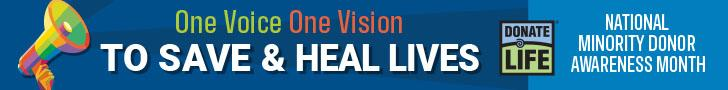 One Voice One Vision
TO SAVE & HEAL LIVES
DONATE
LIFE
NATIONAL
MINORITY DONOR
AWARENESS MONTH